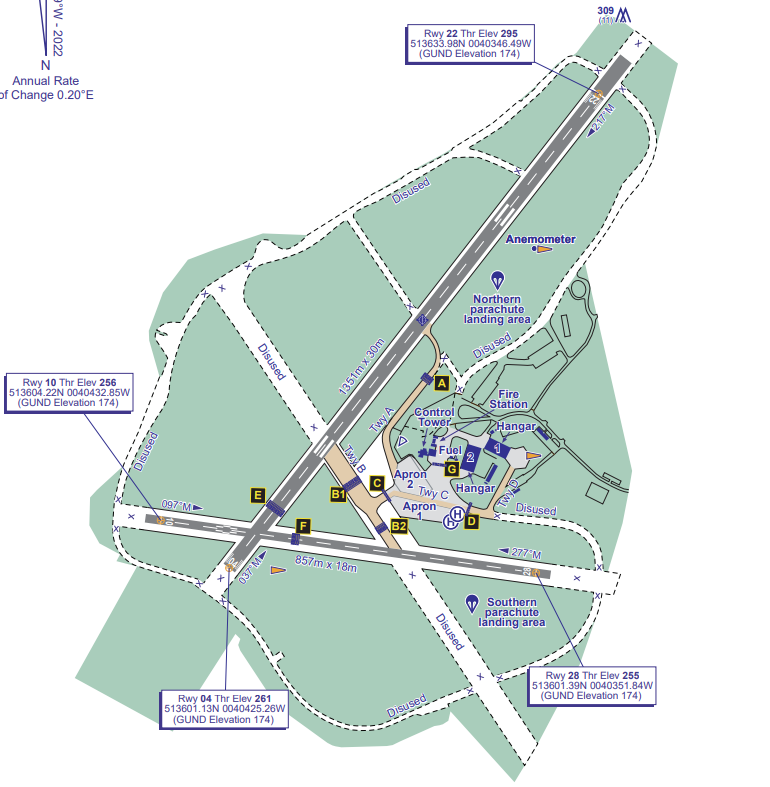 309
(11)
Rwy 22 Thr Elev 295
513633.98N 0040346.49W
(GUND Elevation 174)
9°W - 2022
N
Annual Rate
of Change 0.20°E
22
217°M
Disused
Anemometer
Northern
parachute
landing area
Disused
1351m x 30m
Disused
Rwy 10 Thr Elev 256
513604.22N 0040432.85W
(GUND Elevation 174)
A
Fire
Station
Control
Tower
Twy A
Hangar
1
Fuel
2
G
Disused
Twy B
Apron
2
Hangar
Twy D
C
B1
Twy C
E
Apron
1
H
H
D
Disused
097°M
F
B2
277°M
857m x 18m
037°M
28
Southern
parachute
landing area
Disused
Rwy 28 Thr Elev 255
513601.39N 0040351.84W
(GUND Elevation 174)
Rwy 04 Thr Elev 261
513601.13N 0040425.26W
(GUND Elevation 174)
Disused